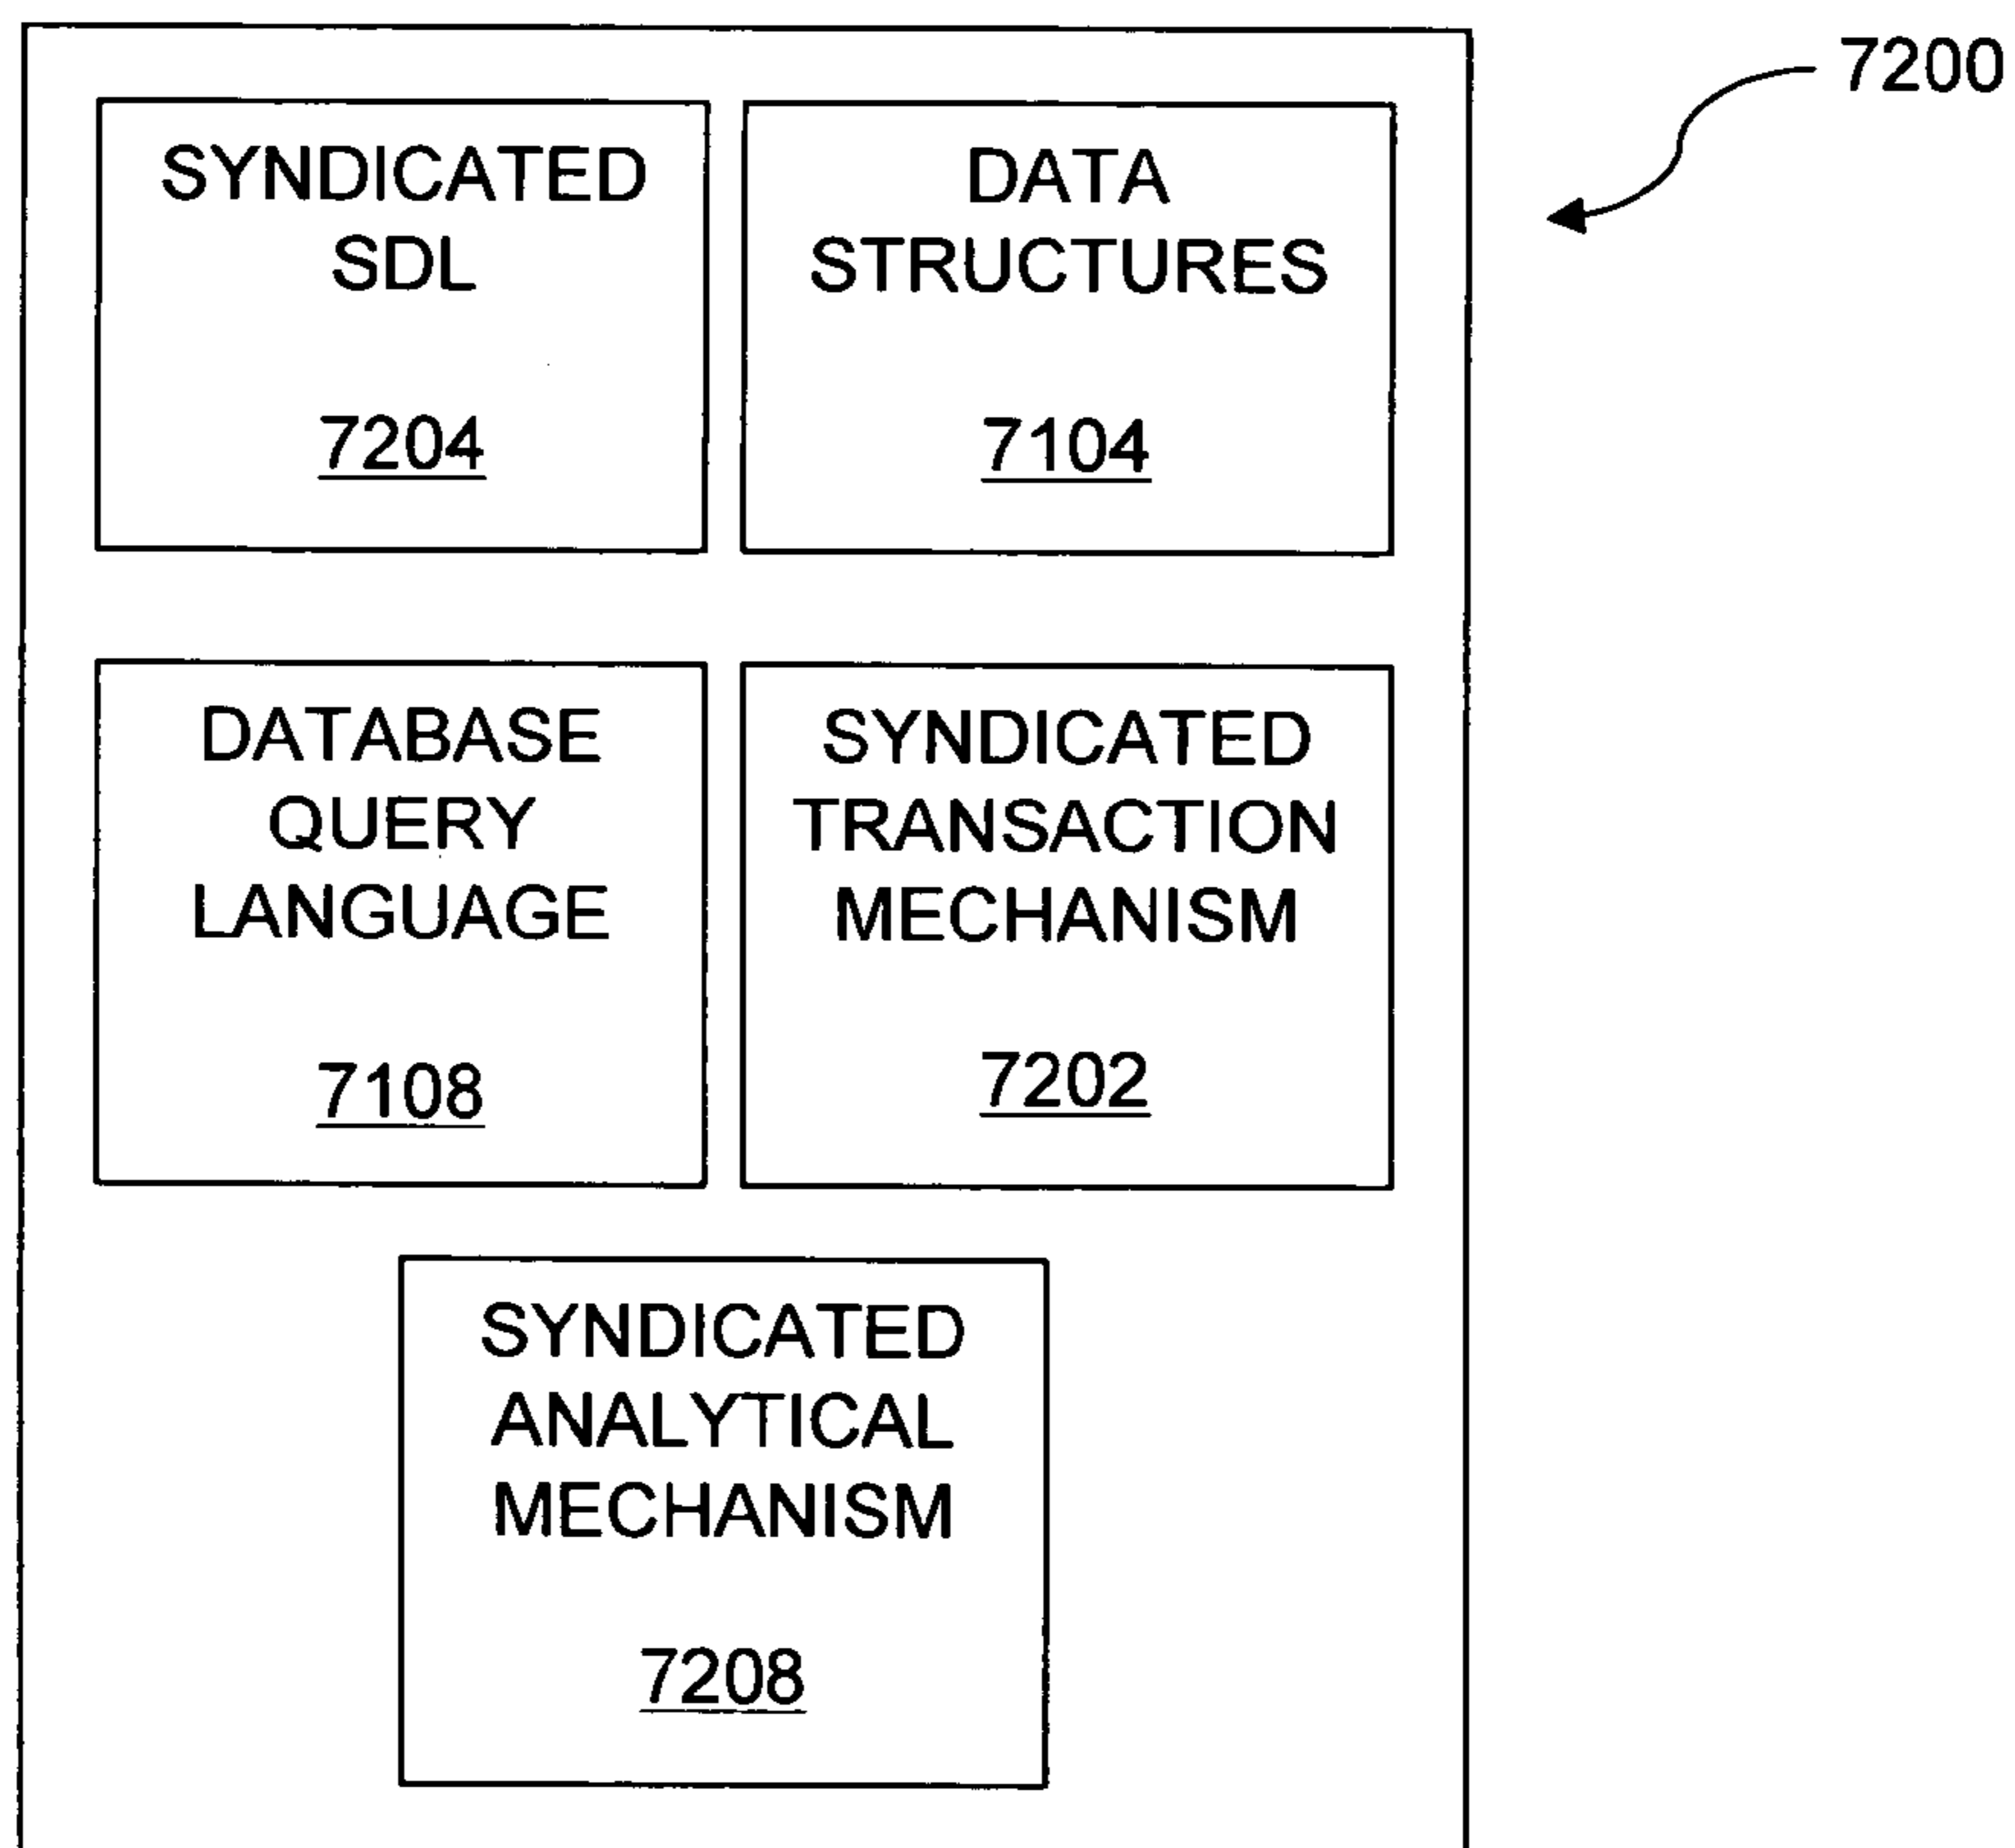 7200
SYNDICATED
SDL
7204
DATA
STRUCTURES
7104
DATABASE
QUERY
LANGUAGE
7108
SYNDICATED
TRANSACTION
MECHANISM
7202
SYNDICATED
ANALYTICAL
MECHANISM
7208